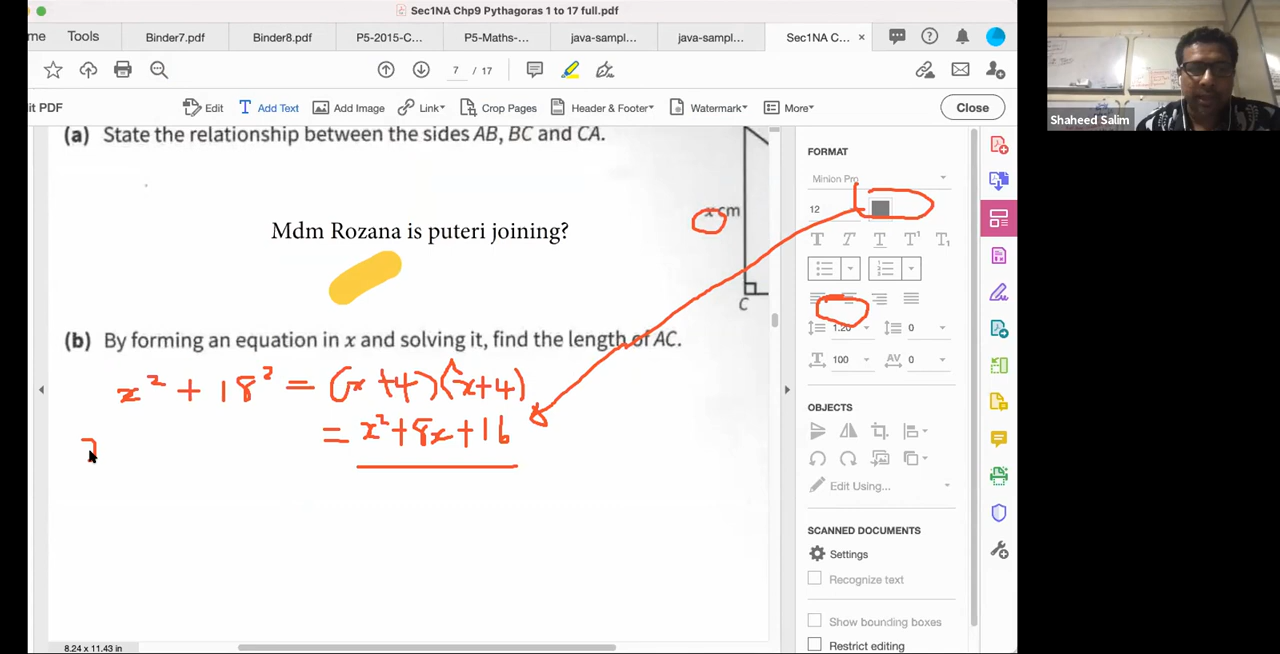 Sec1NA Chp9 Pythagoras 1 to 17 full.pdf
me Tools Binder7.pdf Binder8.pdf P5-2015-C... P5-Maths-... java-sampl... java-sampl... Sec1NA C... ×
7 / 17
it PDF Edit Add Text Add Image Link Crop Pages Header & Footer Watermark More Close
Shaheed Salim
(a) State the relationship between the sides AB, BC and CA.
x cm
Mdm Rozana is puteri joining?
C
(b) By forming an equation in x and solving it, find the length of AC.
x² + 18² = (x+4)(x+4)
= x²+8x+16
8.24 x 11.43 in
FORMAT
Minion Pro
12
T T T T¹ T₁
1.20 0
100 AV 0
OBJECTS
Edit Using...
SCANNED DOCUMENTS
Settings
Recognize text
Show bounding boxes
Restrict editing